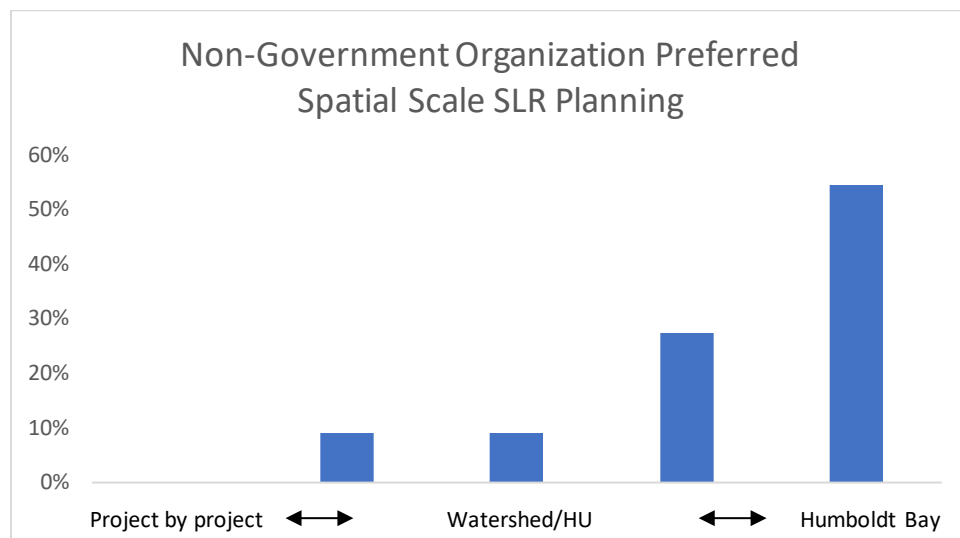 Non-Government Organization Preferred
Spatial Scale SLR Planning
60%
50%
40%
30%
20%
10%
0%
Project by project
Watershed/HU
Humboldt Bay